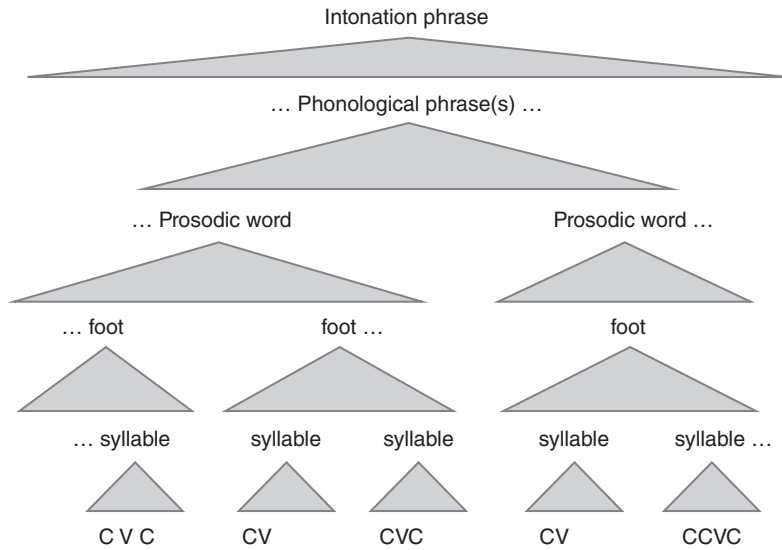 Intonation phrase
… Phonological phrase(s) …
… Prosodic word Prosodic word …
… foot foot … foot
… syllable syllable syllable syllable syllable …
C V C CV CVC CV CCVC